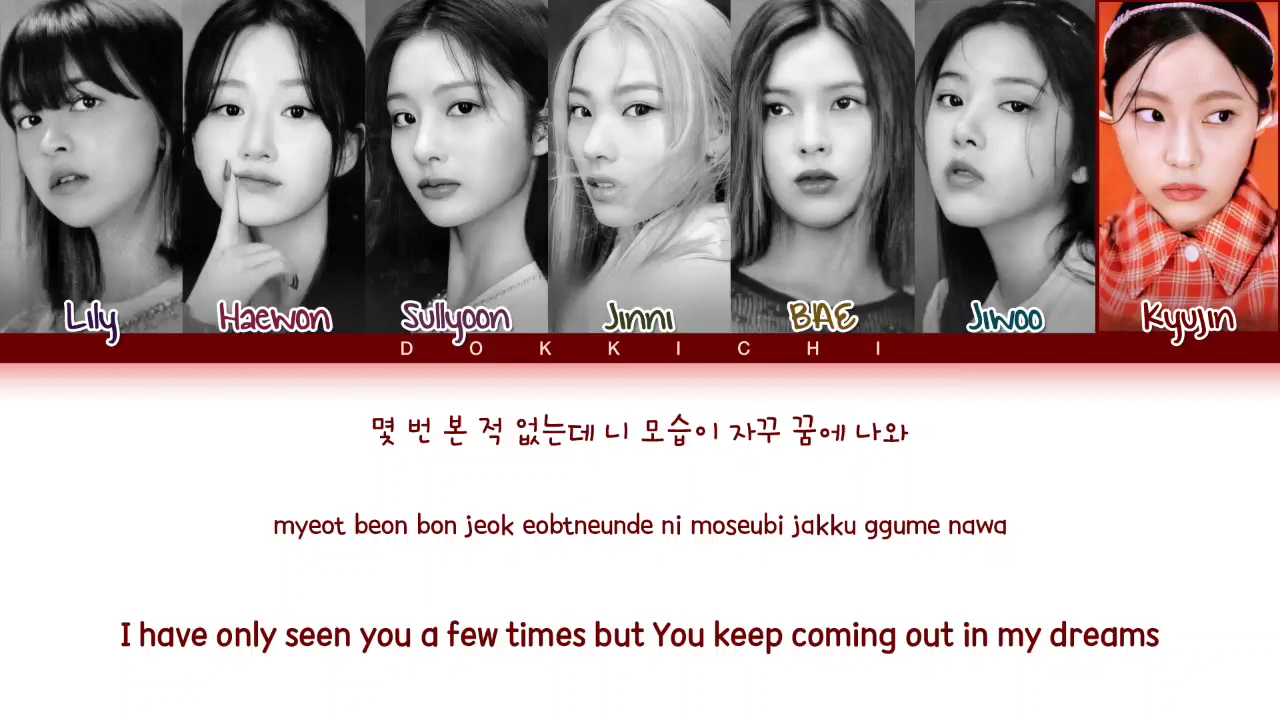 Lily Haewon Sullyoon Jinni BAE Jiwoo Kyujin
DOKKICHI
몇 번 본 적 없는데 니 모습이 자꾸 꿈에 나와
myeot beon bon jeok eobtneunde ni moseubi jakku ggume nawa
I have only seen you a few times but You keep coming out in my dreams